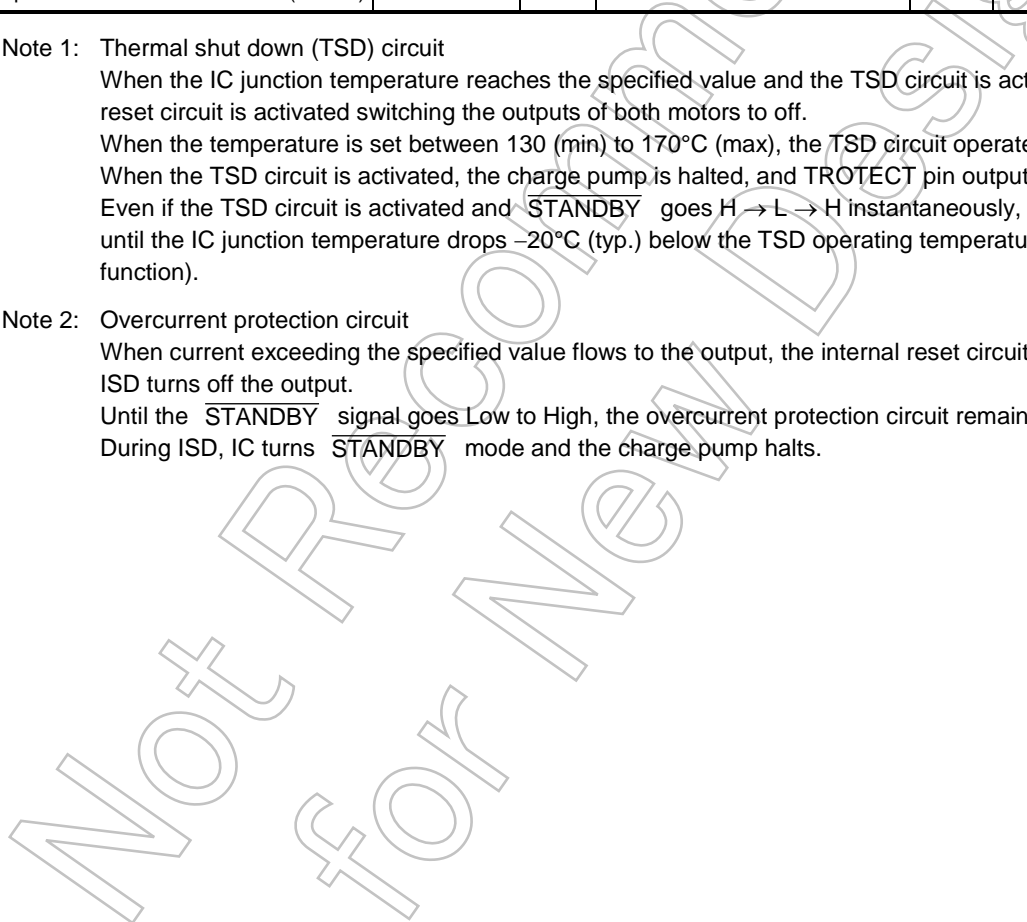 Note 1: Thermal shut down (TSD) circuit
When the IC junction temperature reaches the specified value and the TSD circuit is
reset circuit is activated switching the outputs of both motors to off.
When the temperature is set between 130 (min) to 170°C (max), the TSD circuit
When the TSD circuit is activated, the charge pump is halted, and TROTECT pin output
Even if the TSD circuit is activated and STANDBY goes H → L → H instantaneously,
until the IC junction temperature drops −20°C (typ.) below the TSD operating
function).
Note 2: Overcurrent protection circuit
When current exceeding the specified value flows to the output, the internal reset circuit
ISD turns off the output.
Until the STANDBY signal goes Low to High, the overcurrent protection circuit
During ISD, IC turns STANDBY mode and the charge pump halts.
Not Recommended
for New Design